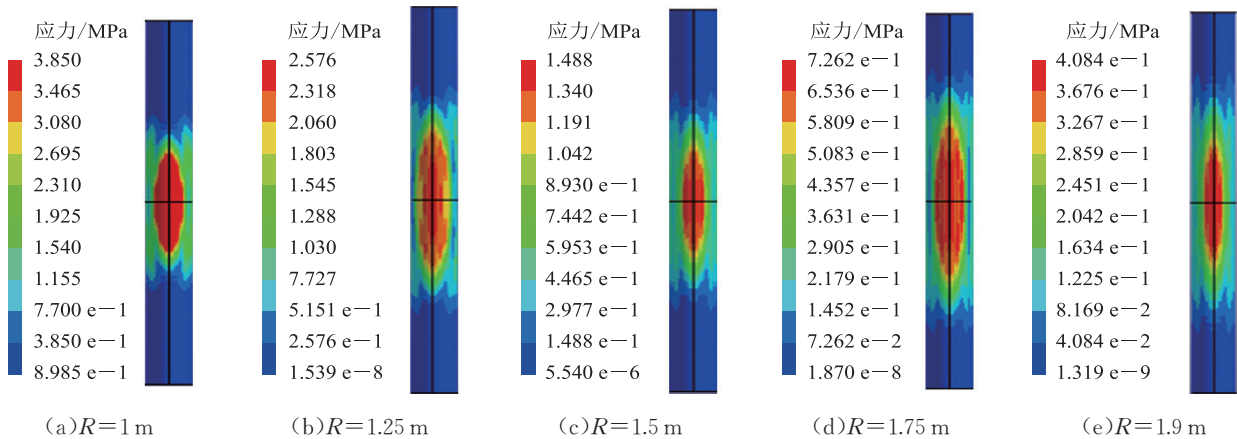 应力/MPa
3.850
3.465
3.080
2.695
2.310
1.925
1.540
1.155
7.700 e−1
3.850 e−1
8.985 e−1
(a)R=1 m
应力/MPa
2.576
2.318
2.060
1.803
1.545
1.288
1.030
7.727
5.151 e−1
2.576 e−1
1.539 e−8
(b)R=1.25 m
应力/MPa
1.488
1.340
1.191
1.042
8.930 e−1
7.442 e−1
5.953 e−1
4.465 e−1
2.977 e−1
1.488 e−1
5.540 e−6
(c)R=1.5 m
应力/MPa
7.262 e−1
6.536 e−1
5.809 e−1
5.083 e−1
4.357 e−1
3.631 e−1
2.905 e−1
2.179 e−1
1.452 e−1
7.262 e−2
1.870 e−8
(d)R=1.75 m
应力/MPa
4.084 e−1
3.676 e−1
3.267 e−1
2.859 e−1
2.451 e−1
2.042 e−1
1.634 e−1
1.225 e−1
8.169 e−2
4.084 e−2
1.319 e−9
(e)R=1.9 m